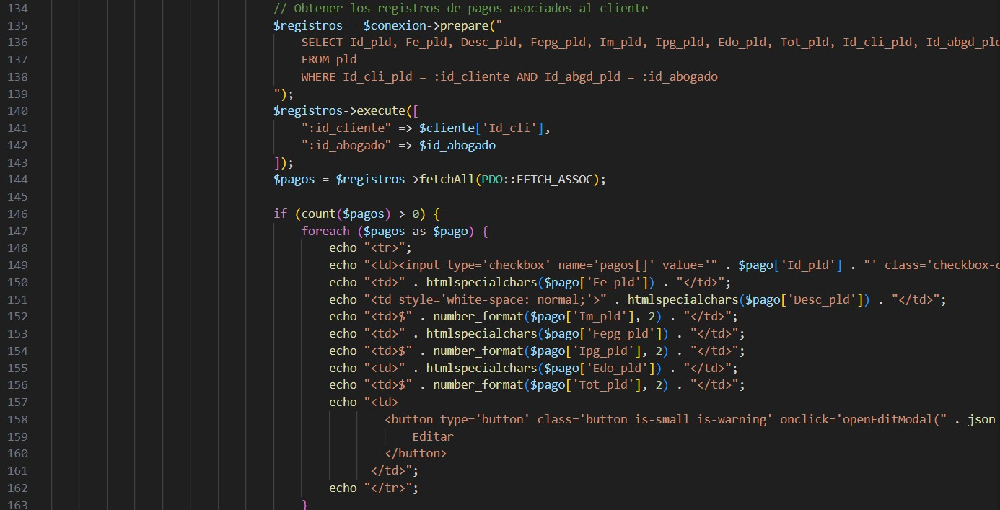 134 // Obtener los registros de pagos asociados al cliente
135 $registros = $conexion->prepare("
136 SELECT Id_pld, Fe_pld, Desc_pld, Fepg_pld, Im_pld, Ipg_pld, Edo_pld, Tot_pld, Id_cli_pld, Id_abgd_pld
137 FROM pld
138 WHERE Id_cli_pld = :id_cliente AND Id_abgd_pld = :id_abogado
139 ");
140 $registros->execute([
141 ":id_cliente" => $cliente['Id_cli'],
142 ":id_abogado" => $id_abogado
143 ]);
144 $pagos = $registros->fetchAll(PDO::FETCH_ASSOC);
145
146 if (count($pagos) > 0) {
147 foreach ($pagos as $pago) {
148 echo "<tr>";
149 echo "<td><input type='checkbox' name='pagos[]' value='" . $pago['Id_pld'] . "' class='checkbox-c
150 echo "<td>" . htmlspecialchars($pago['Fe_pld']) . "</td>";
151 echo "<td style='white-space: normal;'>" . htmlspecialchars($pago['Desc_pld']) . "</td>";
152 echo "<td>$" . number_format($pago['Im_pld'], 2) . "</td>";
153 echo "<td>" . htmlspecialchars($pago['Fepg_pld']) . "</td>";
154 echo "<td>$" . number_format($pago['Ipg_pld'], 2) . "</td>";
155 echo "<td>" . htmlspecialchars($pago['Edo_pld']) . "</td>";
156 echo "<td>$" . number_format($pago['Tot_pld'], 2) . "</td>";
157 echo "<td>
158 <button type='button' class='button is-small is-warning' onclick='openEditModal(" . json_
159 Editar
160 </button>
161 </td>";
162 echo "</tr>";
163 }